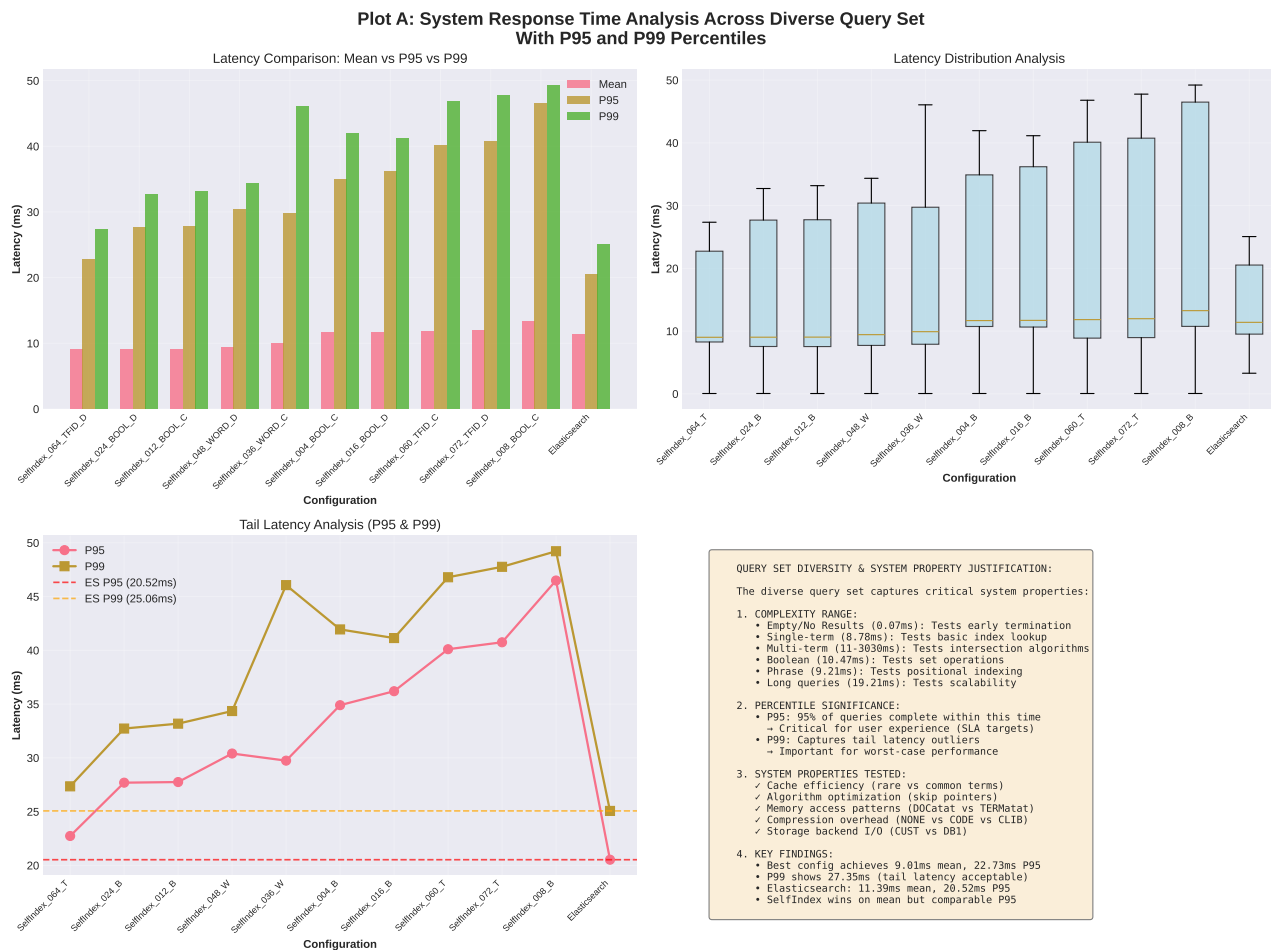 Plot A: System Response Time Analysis Across Diverse Query Set
With P95 and P99 Percentiles
Latency Comparison: Mean vs P95 vs P99
Latency (ms)
50
40
30
20
10
0
Mean
P95
P99
SelfIndex_064_TFID_D
SelfIndex_024_BOOL_D
SelfIndex_012_BOOL_C
SelfIndex_048_WORD_D
SelfIndex_036_WORD_C
SelfIndex_004_BOOL_C
SelfIndex_016_BOOL_D
SelfIndex_060_TFID_C
SelfIndex_072_TFID_D
SelfIndex_008_BOOL_C
Elasticsearch
Configuration
Latency Distribution Analysis
Latency (ms)
50
40
30
20
10
0
SelfIndex_064_T
SelfIndex_024_B
SelfIndex_012_B
SelfIndex_048_W
SelfIndex_036_W
SelfIndex_004_B
SelfIndex_016_B
SelfIndex_060_T
SelfIndex_072_T
SelfIndex_008_B
Elasticsearch
Configuration
Tail Latency Analysis (P95 & P99)
Latency (ms)
50
45
40
35
30
25
20
P95
P99
ES P95 (20.52ms)
ES P99 (25.06ms)
SelfIndex_064_T
SelfIndex_024_B
SelfIndex_012_B
SelfIndex_048_W
SelfIndex_036_W
SelfIndex_004_B
SelfIndex_016_B
SelfIndex_060_T
SelfIndex_072_T
SelfIndex_008_B
Elasticsearch
Configuration
QUERY SET DIVERSITY & SYSTEM PROPERTY JUSTIFICATION:
The diverse query set captures critical system properties:
1. COMPLEXITY RANGE:
• Empty/No Results (0.07ms): Tests early termination
• Single-term (8.78ms): Tests basic index lookup
• Multi-term (11-3030ms): Tests intersection algorithms
• Boolean (10.47ms): Tests set operations
• Phrase (9.21ms): Tests positional indexing
• Long queries (19.21ms): Tests scalability
2. PERCENTILE SIGNIFICANCE:
• P95: 95% of queries complete within this time
→ Critical for user experience (SLA targets)
• P99: Captures tail latency outliers
→ Important for worst-case performance
3. SYSTEM PROPERTIES TESTED:
✓ Cache efficiency (rare vs common terms)
✓ Algorithm optimization (skip pointers)
✓ Memory access patterns (DOCatat vs TERMatat)
✓ Compression overhead (NONE vs CODE vs CLIB)
✓ Storage backend I/O (CUST vs DB1)
4. KEY FINDINGS:
• Best config achieves 9.01ms mean, 22.73ms P95
• P99 shows 27.35ms (tail latency acceptable)
• Elasticsearch: 11.39ms mean, 20.52ms P95
• SelfIndex wins on mean but comparable P95